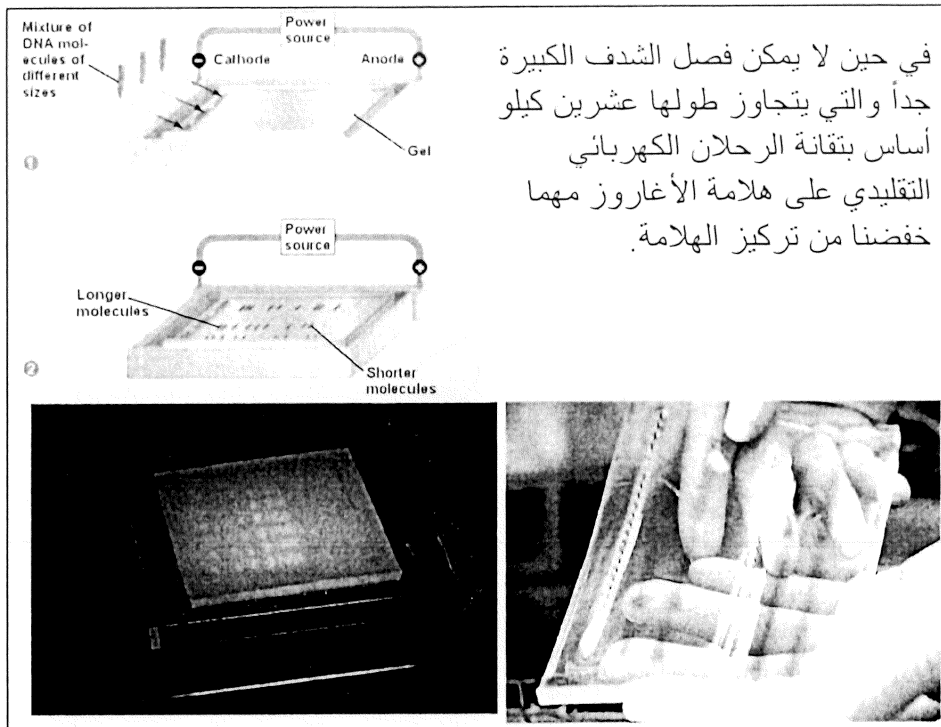 Mixture of
DNA mol-
ecules of
different
sizes
Power
source
Cathode
Anode
Gel
1
في حين لا يمكن فصل الشدف الكبيرة
جداً والتي يتجاوز طولها عشرين كيلو
أساس بتقانة الرحلان الكهربائي
التقليدي على هلامة الأغاروز مهما
خفضنا من تركيز الهلامة.
Power
source
Longer
molecules
Shorter
molecules
2